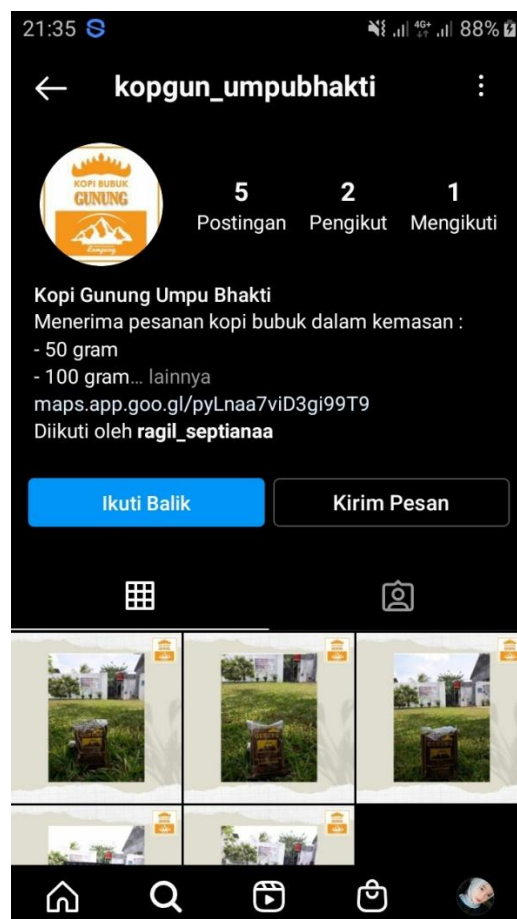 21:35
4G+
88%
kopgun_umpubhakti
KOPI BUBUK
GUNUNG
Kampung
5
Postingan
2
Pengikut
1
Mengikuti
Kopi Gunung Umpu Bhakti
Menerima pesanan kopi bubuk dalam kemasan :
- 50 gram
- 100 gram... lainnya
maps.app.goo.gl/pyLnaa7viD3gi99T9
Diikuti oleh ragil_septianaa
Ikuti Balik
Kirim Pesan